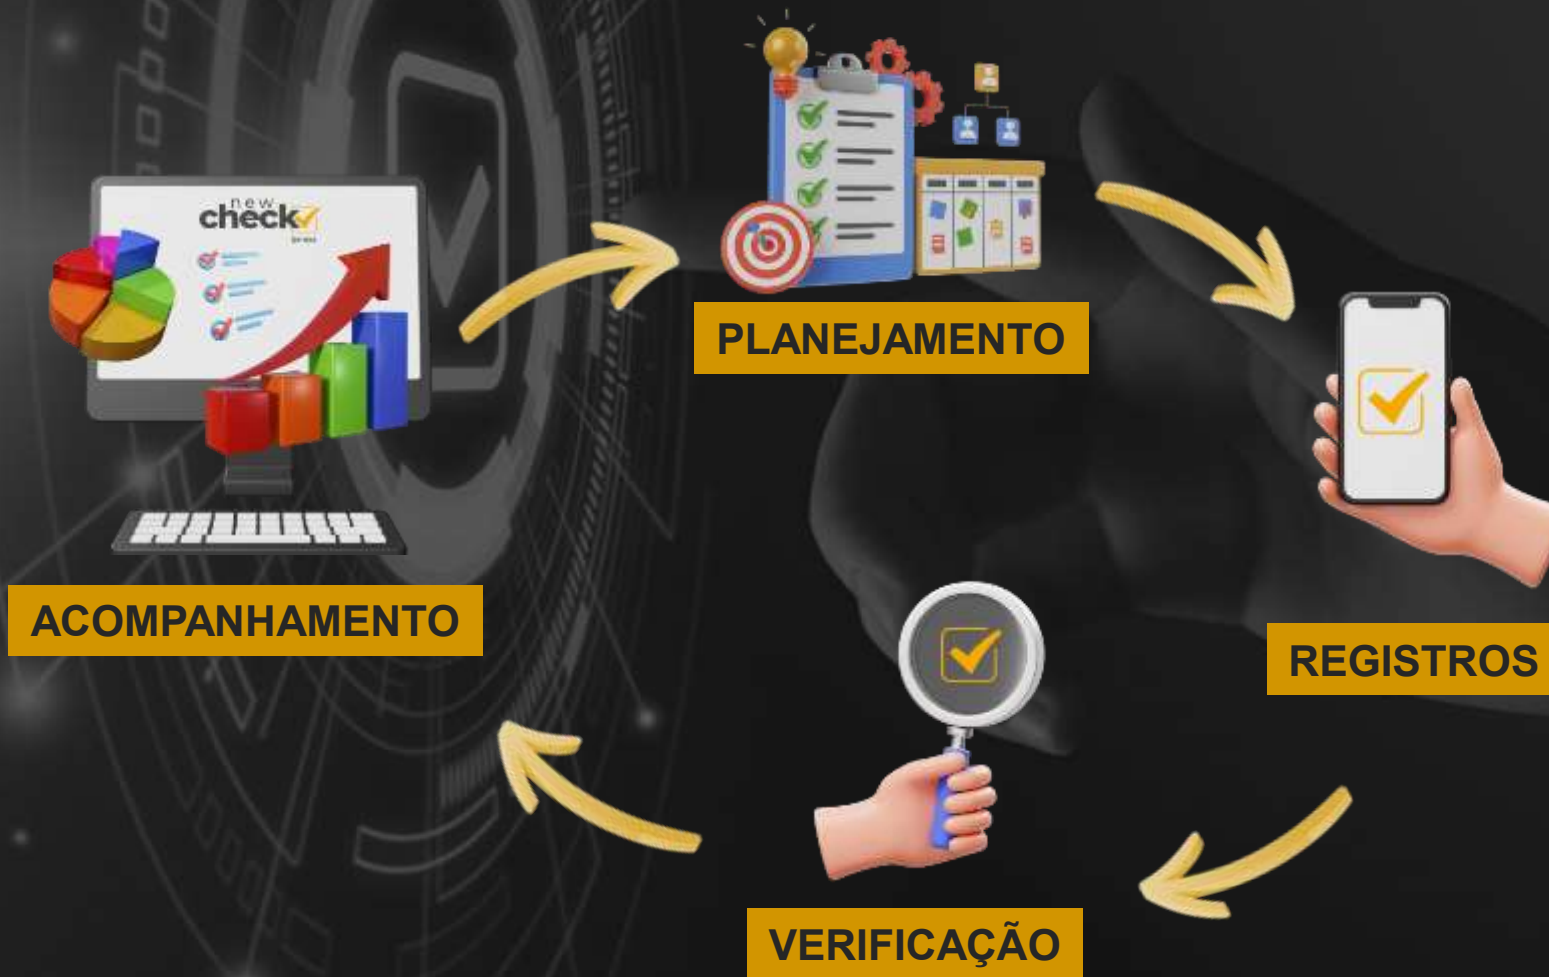 new
check
PLANEJAMENTO
ACOMPANHAMENTO
REGISTROS
VERIFICAÇÃO